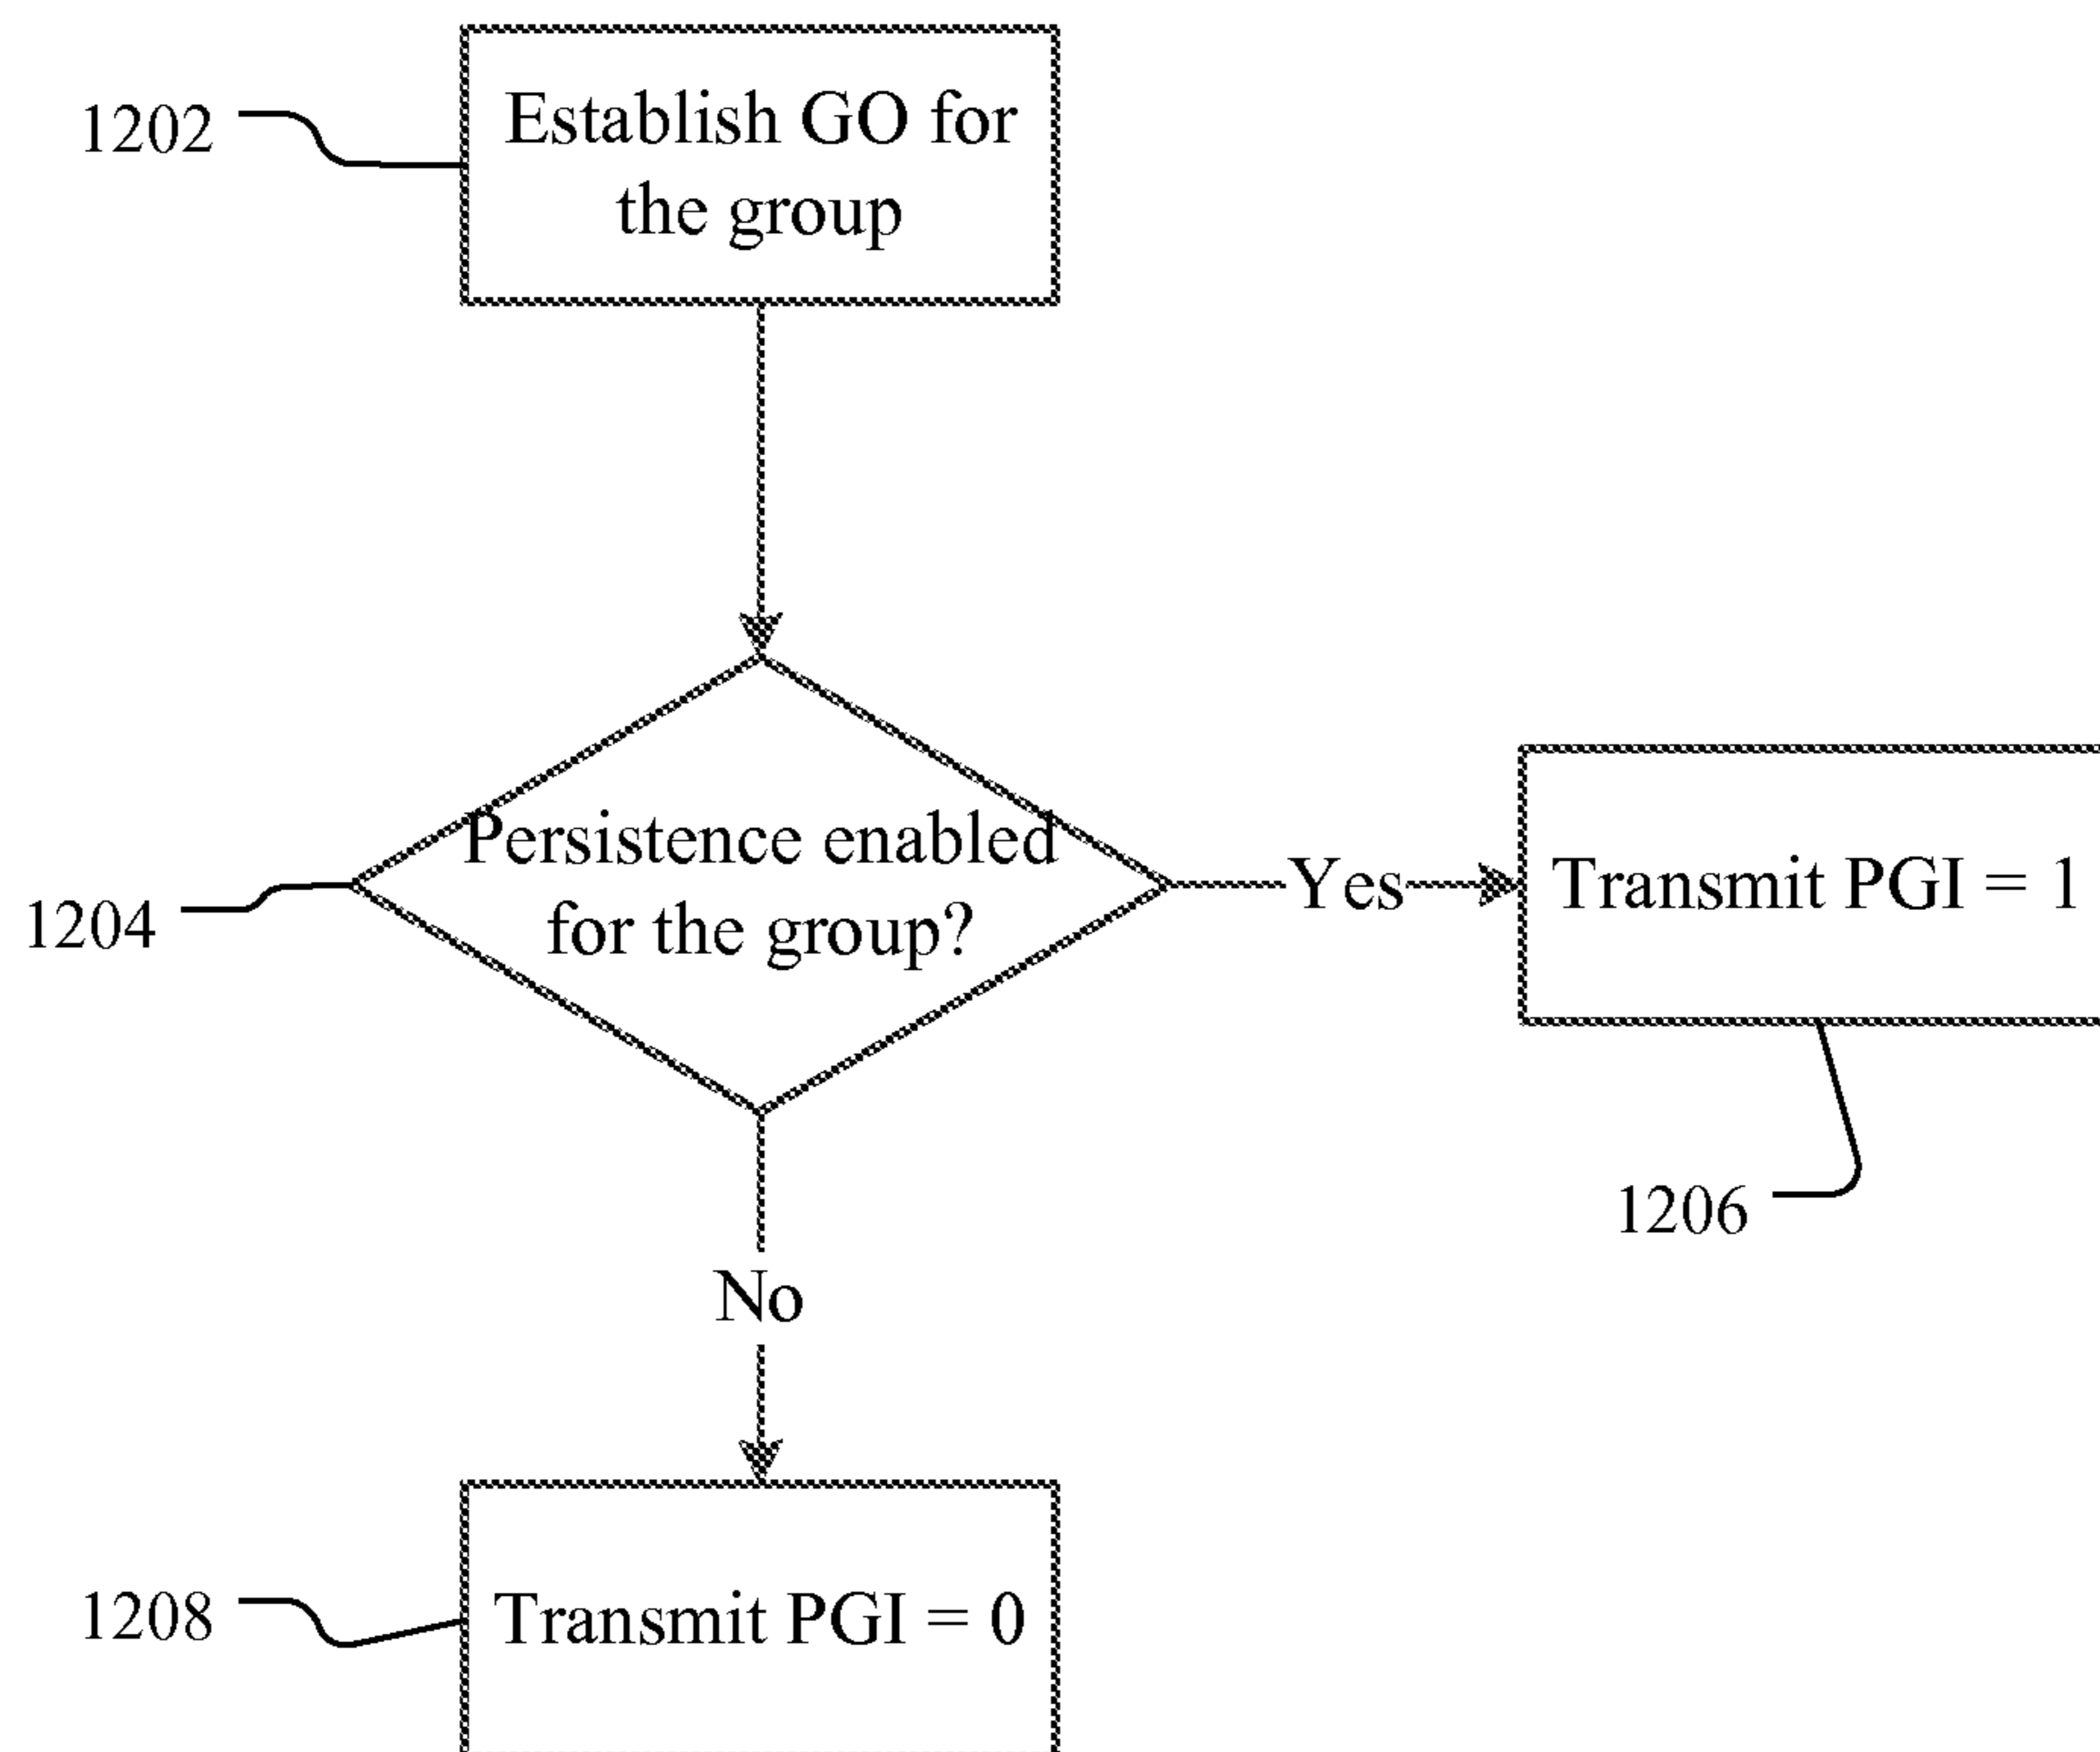 1202
Establish GO for
the group
Persistence enabled
for the group?
1204
Yes
Transmit PGI = 1
1206
No
1208
Transmit PGI = 0